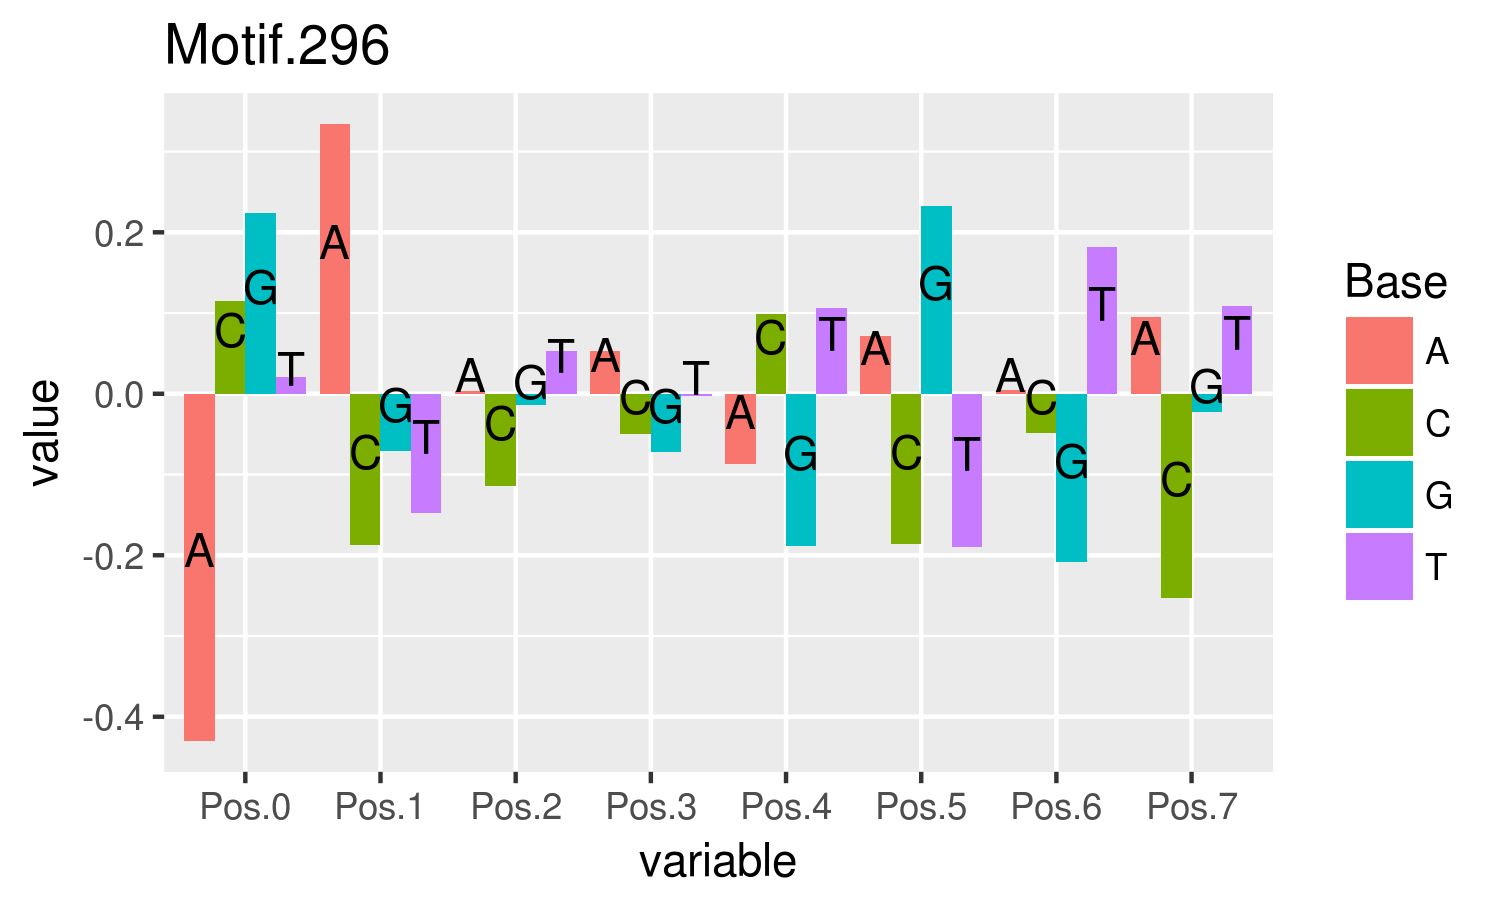 Motif.296
value
0.2
0.0
-0.2
-0.4
A C G T
A C G T
A C G T
A C G T
A C G T
A C G T
A C G T
A C G T
Pos.0 Pos.1 Pos.2 Pos.3 Pos.4 Pos.5 Pos.6 Pos.7
variable
Base
A
C
G
T